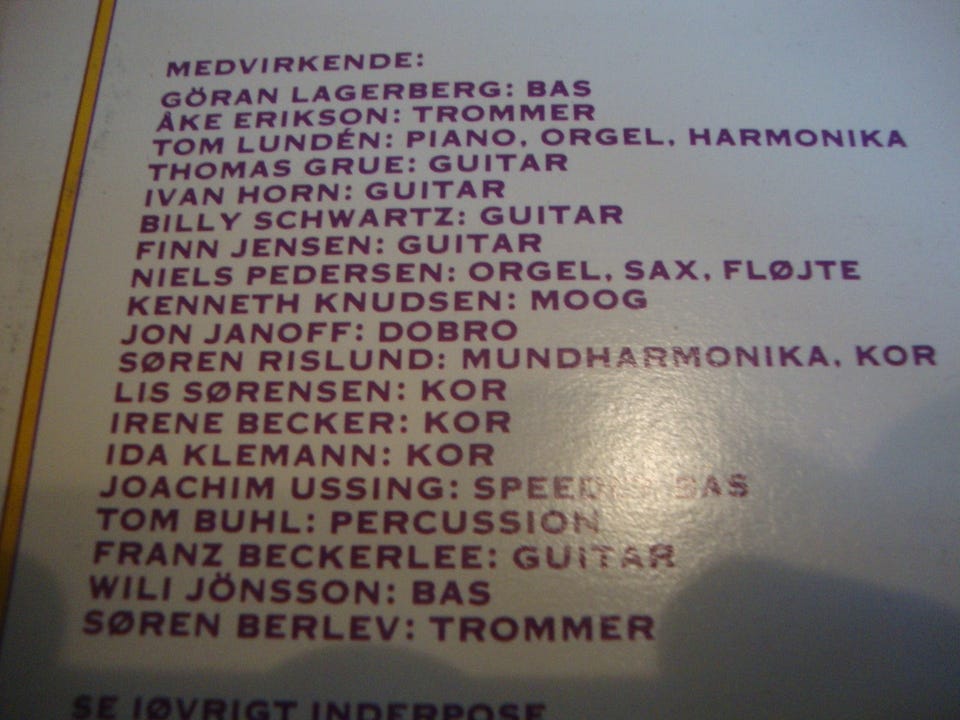 MEDVIRKENDE:
GÖRAN LAGERBERG: BAS
ÅKE ERIKSON: TROMMER
TOM LUNDÉN: PIANO, ORGEL, HARMONIKA
THOMAS GRUE: GUITAR
IVAN HORN: GUITAR
BILLY SCHWARTZ: GUITAR
FINN JENSEN: GUITAR
NIELS PEDERSEN: ORGEL, SAX, FLØJTE
KENNETH KNUDSEN: MOOG
JON JANOFF: DOBRO
SØREN RISLUND: MUNDHARMONIKA, KOR
LIS SØRENSEN: KOR
IRENE BECKER: KOR
IDA KLEMANN: KOR
JOACHIM USSING: BAS
TOM BUHL: PERCUSSION
FRANZ BECKERLEE: GUITAR
WILI JÖNSSON: BAS
SØREN BERLEV: TROMMER
SE IØVRIGT INDERPOSE